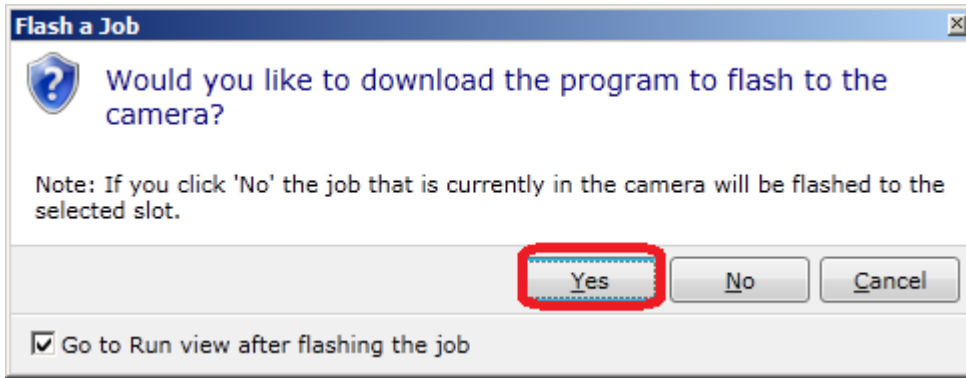 Flash a Job
Would you like to download the program to flash to the
camera?
Note: If you click 'No' the job that is currently in the camera will be flashed to the
selected slot.
Yes No Cancel
Go to Run view after flashing the job